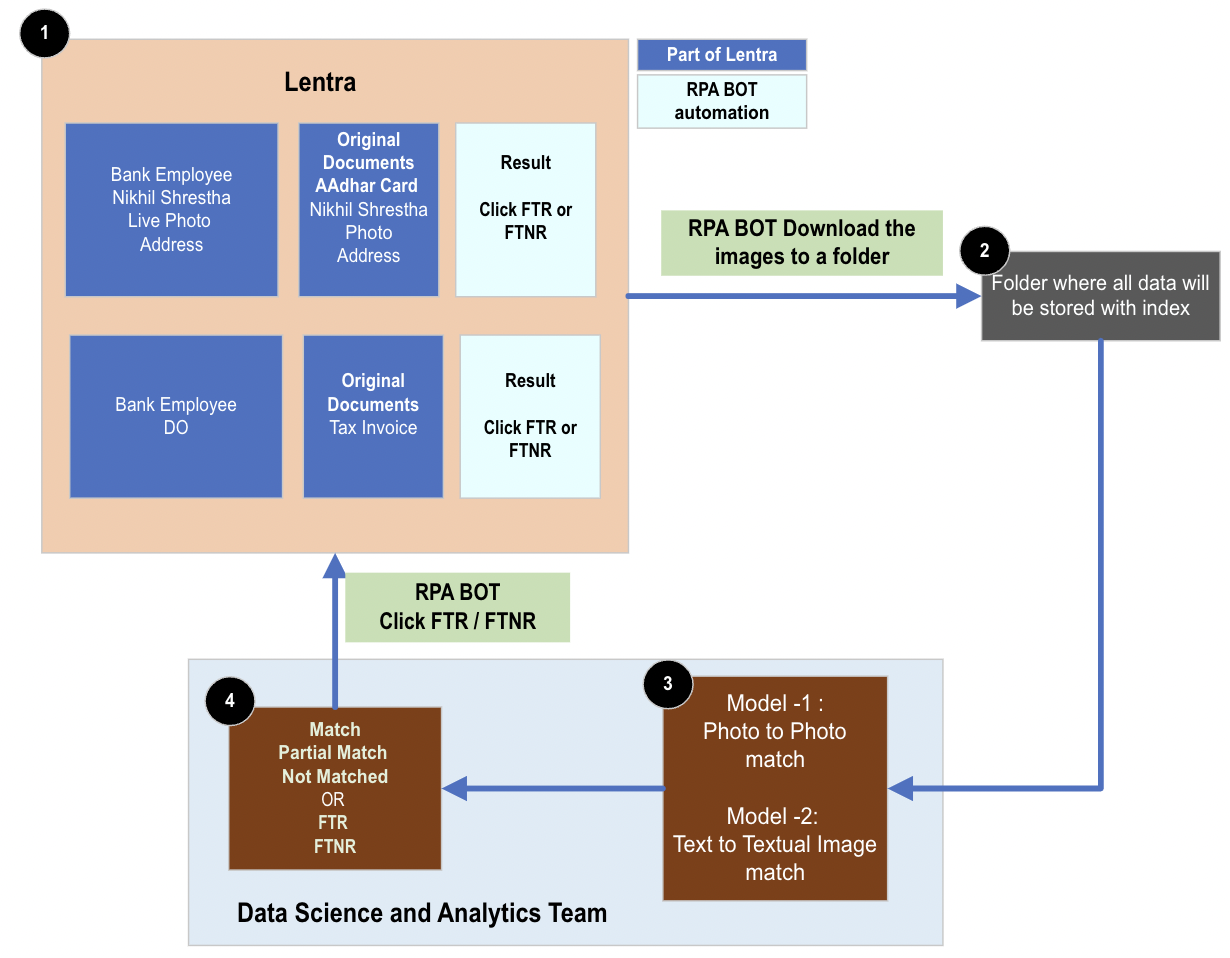 1
Lentra
Part of Lentra
RPA BOT
automation
Bank Employee
Nikhil Shrestha
Live Photo
Address
Original
Documents
AAdhar Card
Nikhil Shrestha
Photo
Address
Result
Click FTR or
FTNR
RPA BOT Download the
images to a folder
2
Folder where all data will
be stored with index
Bank Employee
DO
Original
Documents
Tax Invoice
Result
Click FTR or
FTNR
RPA BOT
Click FTR / FTNR
4
Match
Partial Match
Not Matched
OR
FTR
FTNR
3
Model -1 :
Photo to Photo
match
Model -2:
Text to Textual Image
match
Data Science and Analytics Team